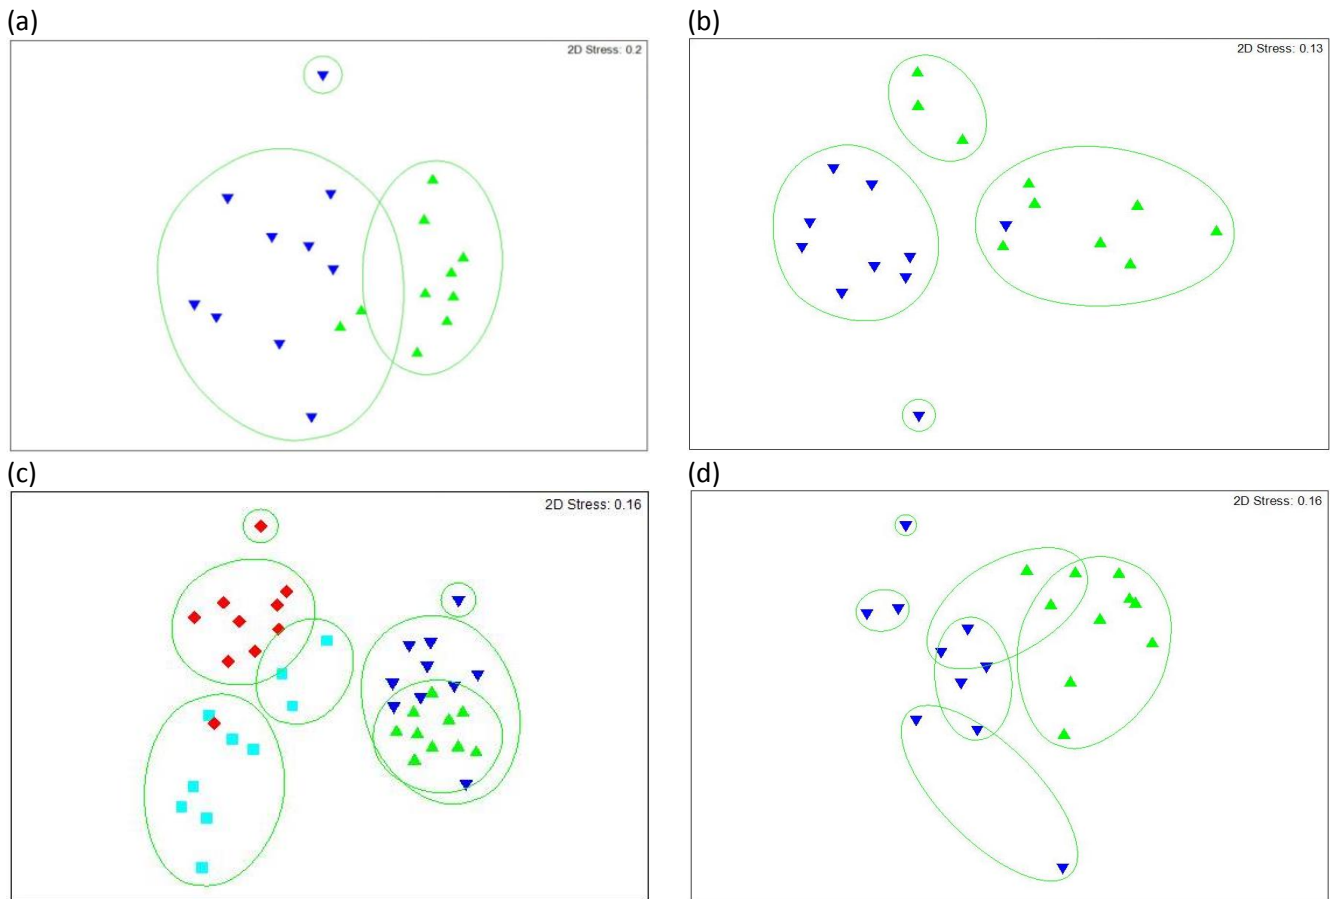 (a)
2D Stress: 0.2
(b)
2D Stress: 0.13
(c)
2D Stress: 0.16
(d)
2D Stress: 0.16